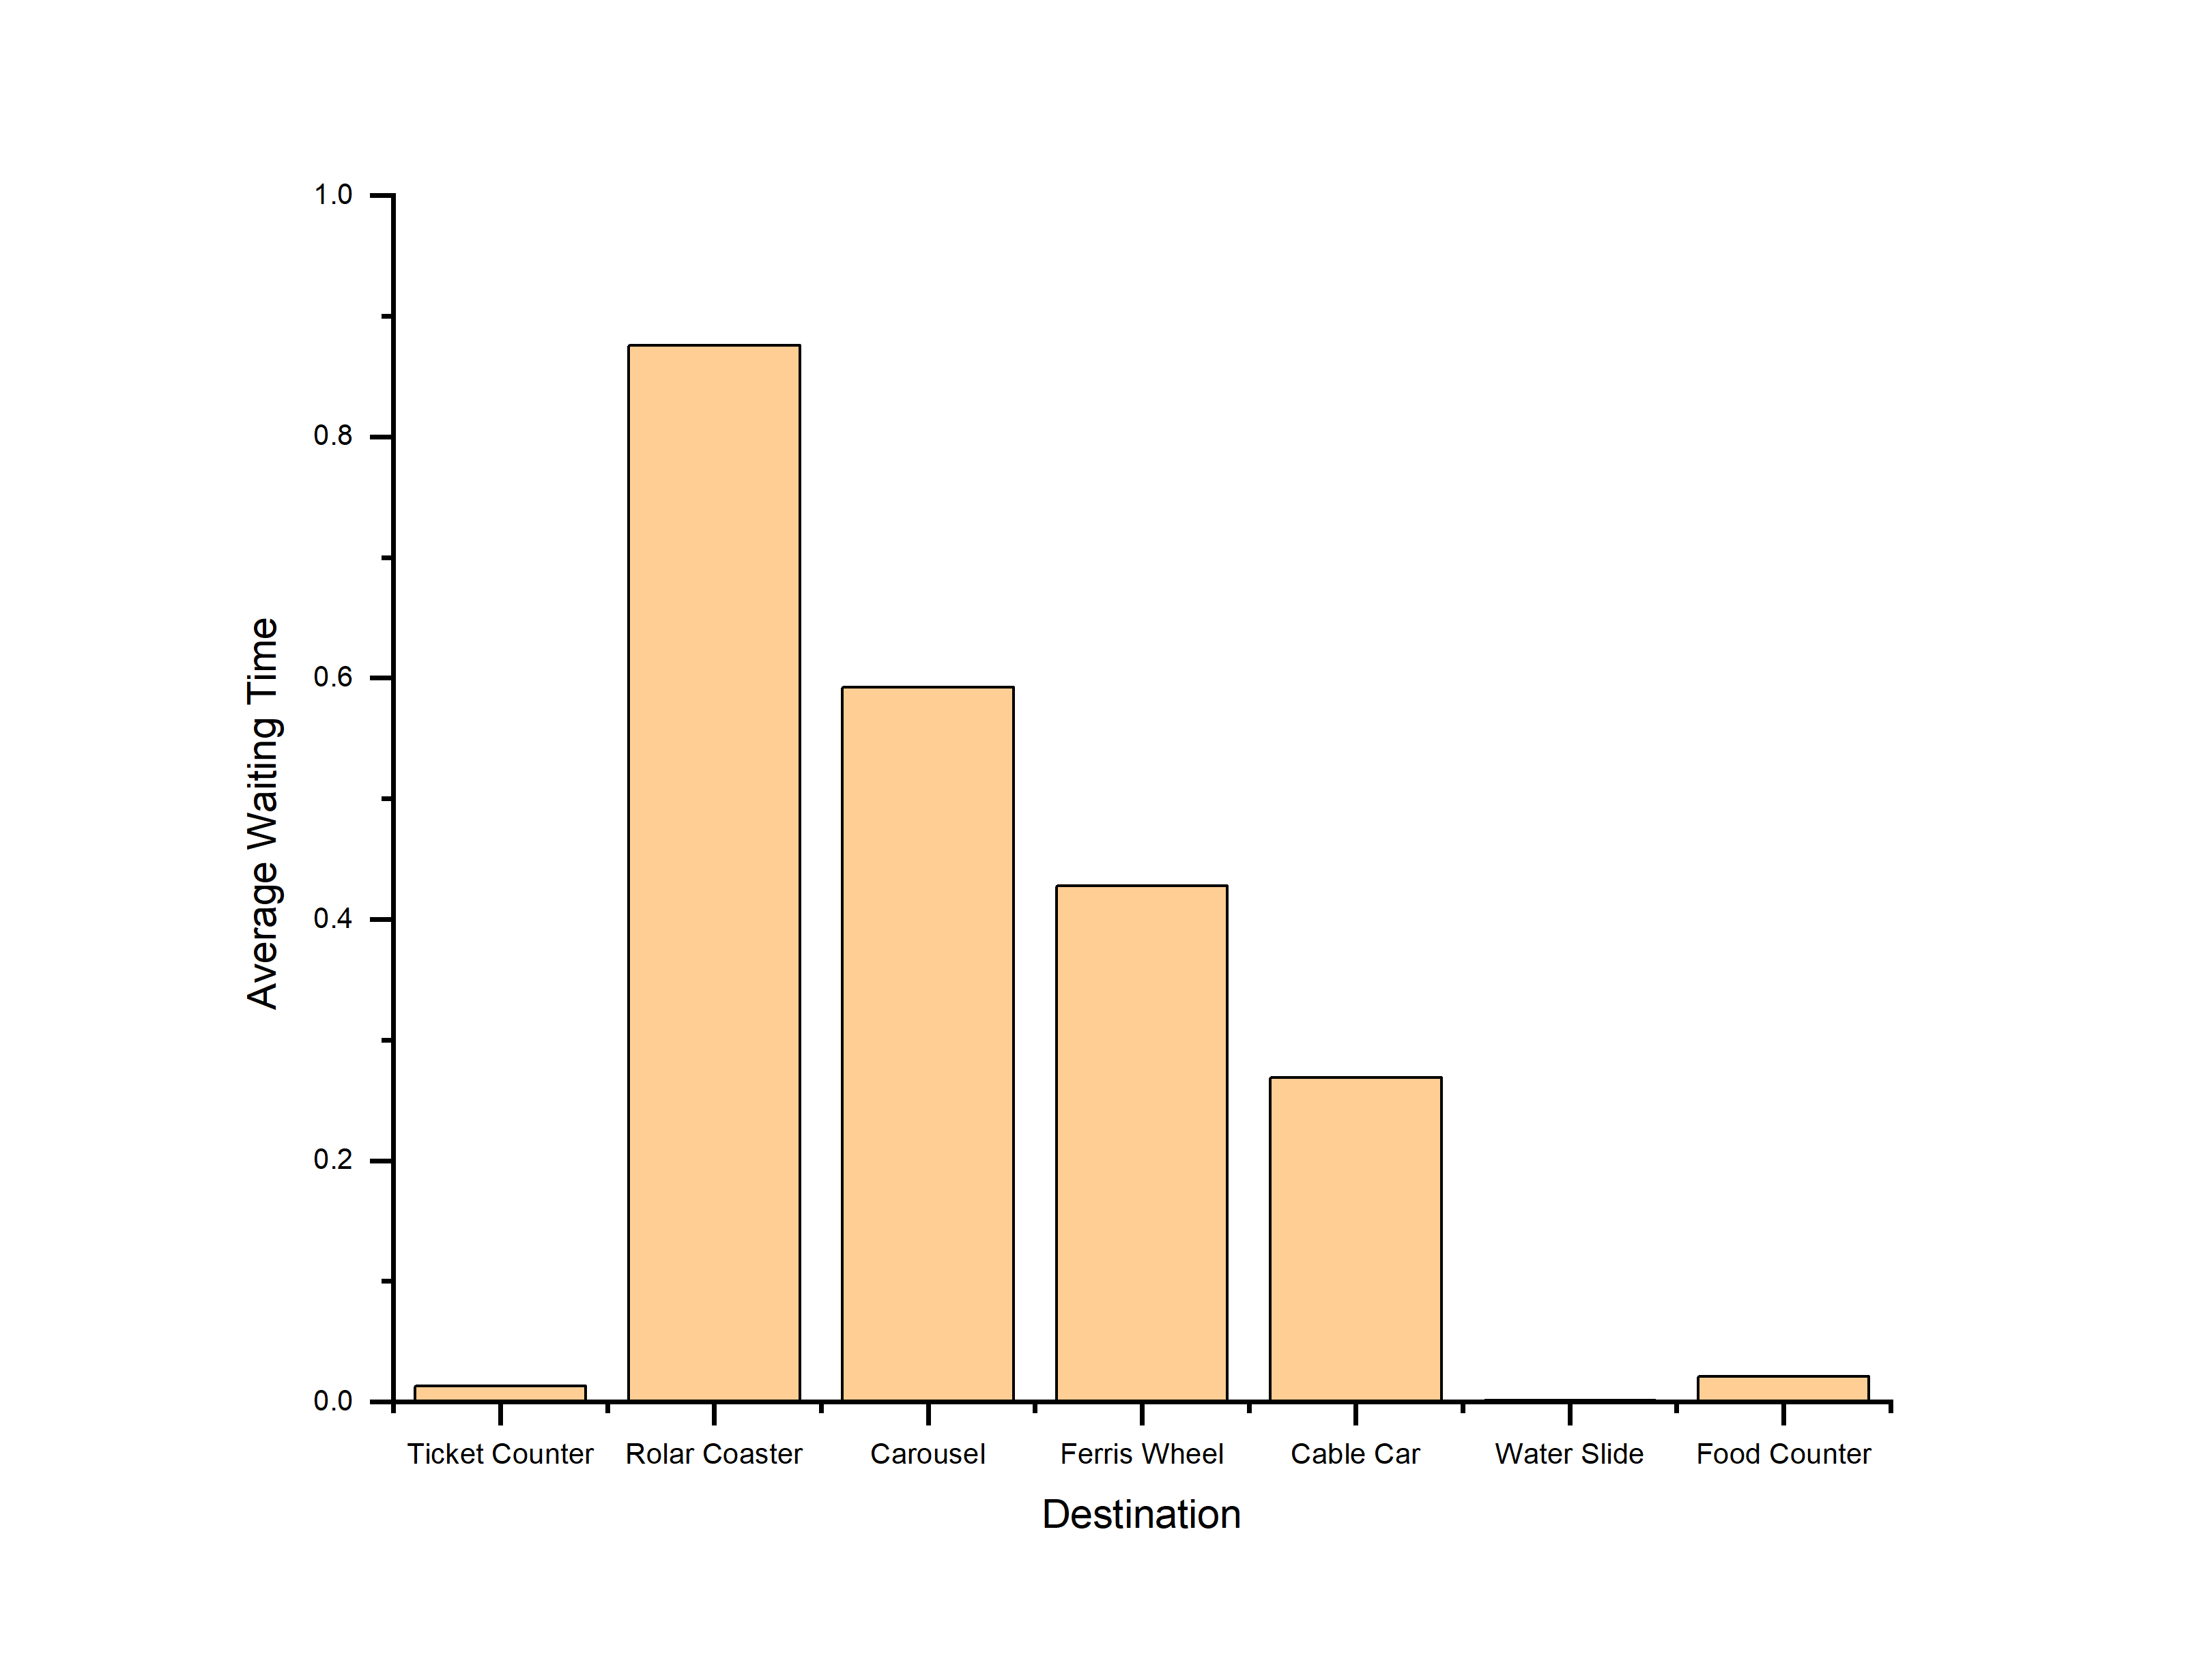 1.0
0.8
0.6
0.4
0.2
0.0
Average Waiting Time
Ticket Counter Rolar Coaster Carousel Ferris Wheel Cable Car Water Slide Food Counter
Destination